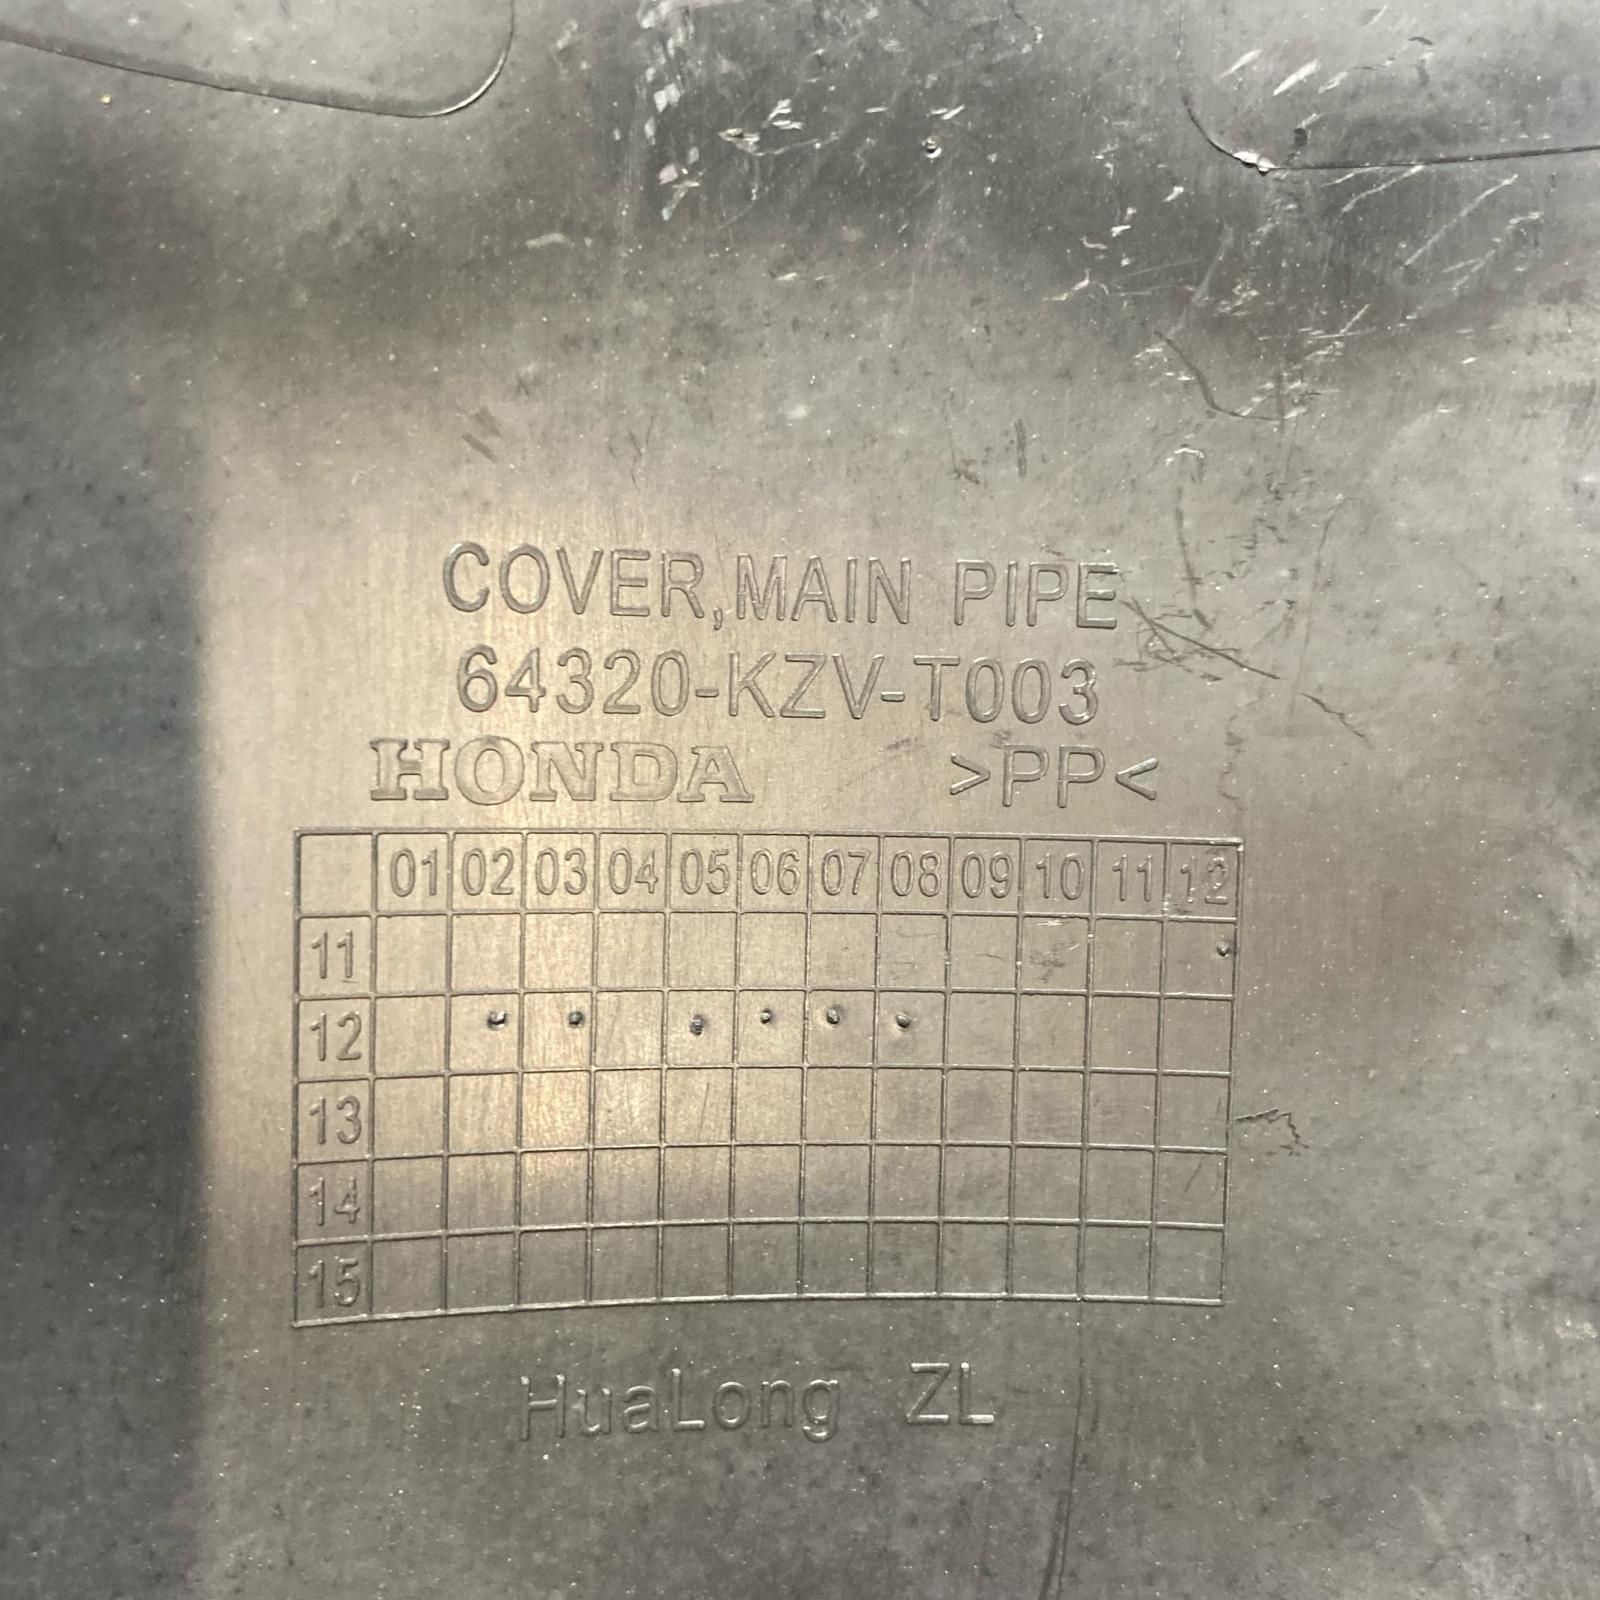 COVER,MAIN PIPE
64320-KZV-T003
HONDA >PP<
01 02 03 04 05 06 07 08 09 10 11 12
11
12
13
14
15
HuaLong ZL